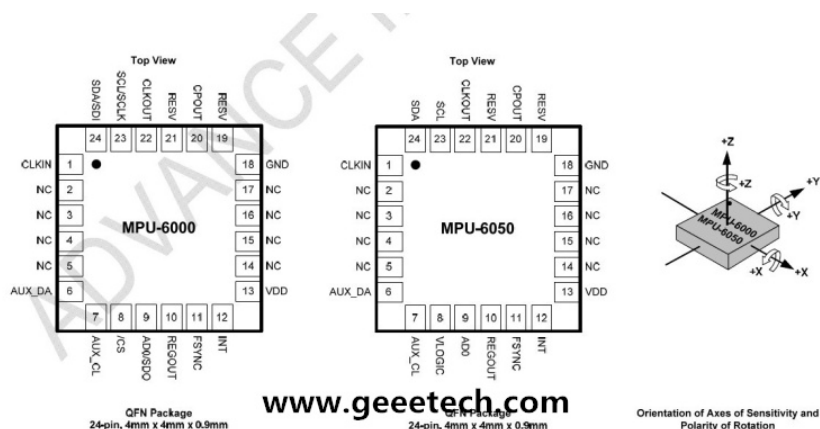 ADVANCE
Top View
SDA/SDI
SCL/SCLK
CLKOUT
RESV
CPOUT
RESV
24 23 22 21 20 19
CLKIN 1
NC 2
NC 3
NC 4
NC 5
AUX_DA 6
MPU-6000
18 GND
17 NC
16 NC
15 NC
14 NC
13 VDD
7 8 9 10 11 12
AUX_CL
/CS
AD0/SDO
REGOUT
FSYNC
INT
QFN Package
24-pin, 4mm x 4mm x 0.9mm
Top View
SDA
SCL
CLKOUT
RESV
CPOUT
RESV
24 23 22 21 20 19
CLKIN 1
NC 2
NC 3
NC 4
NC 5
AUX_DA 6
MPU-6050
18 GND
17 NC
16 NC
15 NC
14 NC
13 VDD
7 8 9 10 11 12
AUX_CL
VLOGIC
AD0
REGOUT
FSYNC
INT
www.geeetech.com
QFN Package
24-pin, 4mm x 4mm x 0.9mm
+Z
+Z
+Y
+Y
MPU-6000
MPU-6050
+X
+X
Orientation of Axes of Sensitivity and
Polarity of Rotation